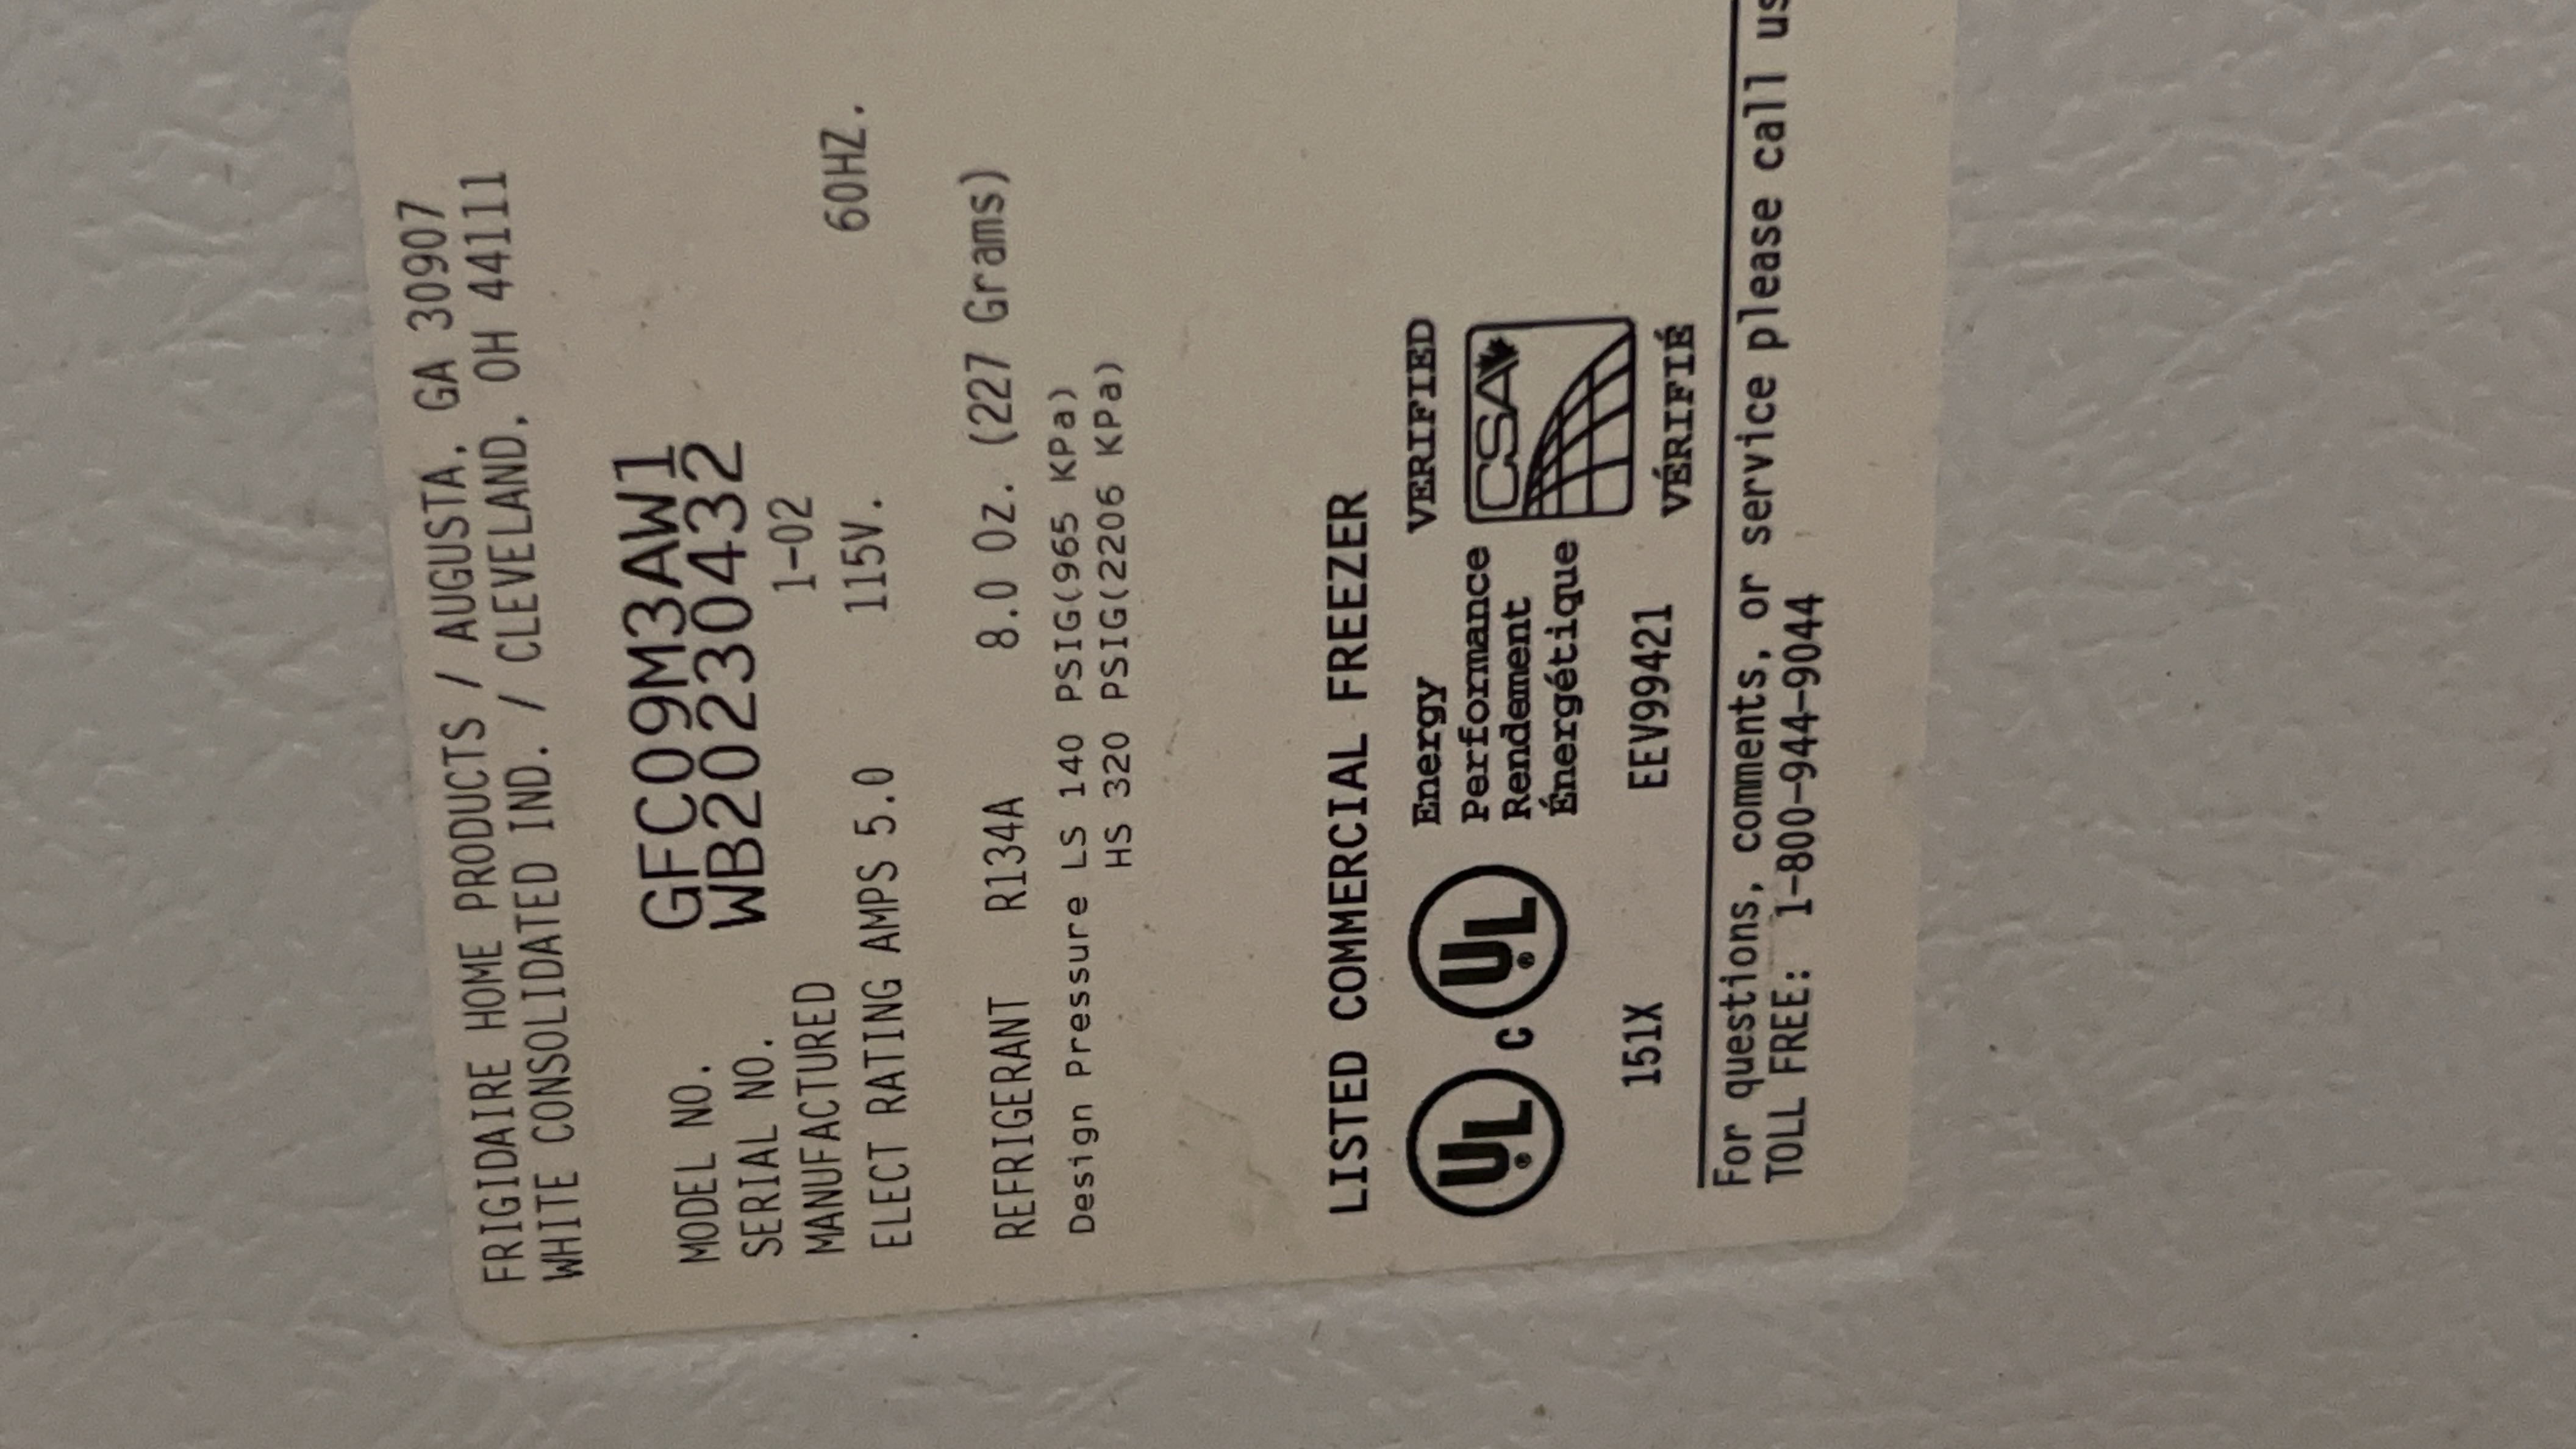 FRIGIDAIRE HOME PRODUCTS / AUGUSTA, GA 30907
WHITE CONSOLIDATED IND. / CLEVELAND, OH 44111
MODEL NO. GFC09M3AW1
SERIAL NO. WB20230432
MANUFACTURED 1-02
ELECT RATING AMPS 5.0 115V. 60HZ.
REFRIGERANT R134A 8.0 Oz. (227 Grams)
Design Pressure LS 140 PSIG(965 KPa)
HS 320 PSIG(2206 KPa)
LISTED COMMERCIAL FREEZER
UL
c UL
Energy VERIFIED
Performance
Rendement
Énergétique VÉRIFIÉ
CSA
151X EEV99421
For questions, comments, or service please call us
TOLL FREE: 1-800-944-9044